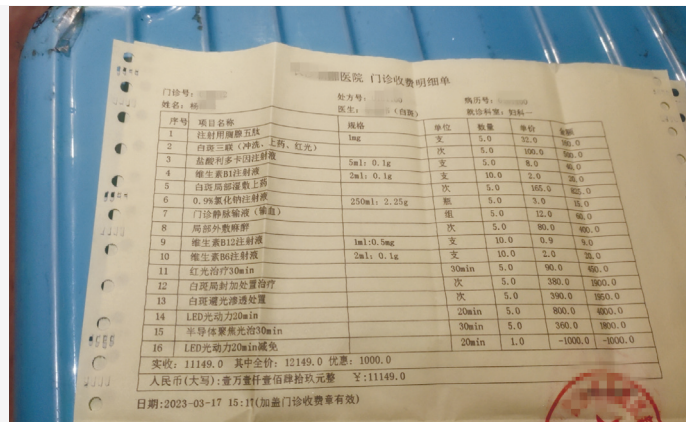 医院 门诊收费明细单
门诊号: 处方号: 病历号:
姓名: 杨 医生: (白斑) 就诊科室: 妇科一
序号 项目名称 规格 单位 数量 单价 金额
1 注射用胸腺五肽 1mg 支 5.0 32.0
2 白斑三联(冲洗、上药、红光) 次 5.0 100.0
3 盐酸利多卡因注射液 5ml: 0.1g 支 5.0 8.0
4 维生素B1注射液 2ml: 0.1g 支 10.0 2.0
5 白斑局部湿敷上药 次 5.0 165.0 825.0
6 0.9%氯化钠注射液 250ml: 2.25g 瓶 5.0 3.0 15.0
7 门诊静脉输液 组 5.0 12.0 60.0
8 局部外敷麻醉 次 5.0 80.0 400.0
9 维生素B12注射液 1ml:0.5mg 支 10.0 0.9 9.0
10 维生素B6注射液 2ml: 0.1g 支 10.0 2.0 20.0
11 红光治疗30min 30min 5.0 90.0 450.0
12 白斑局封加处置治疗 次 5.0 380.0 1900.0
13 白斑避光渗透处置 次 5.0 390.0 1950.0
14 LED光动力20min 20min 5.0 800.0 4000.0
15 半导体聚焦光治30min 30min 5.0 360.0 1800.0
16 LED光动力20min减免 20min 1.0 -1000.0 -1000.0
实收: 11149.0 其中全价: 12149.0 优惠: 1000.0
人民币(大写):壹万壹仟壹佰肆拾玖元整 ¥:11149.0
日期:2023-03-17 15:17(加盖门诊收费章有效)